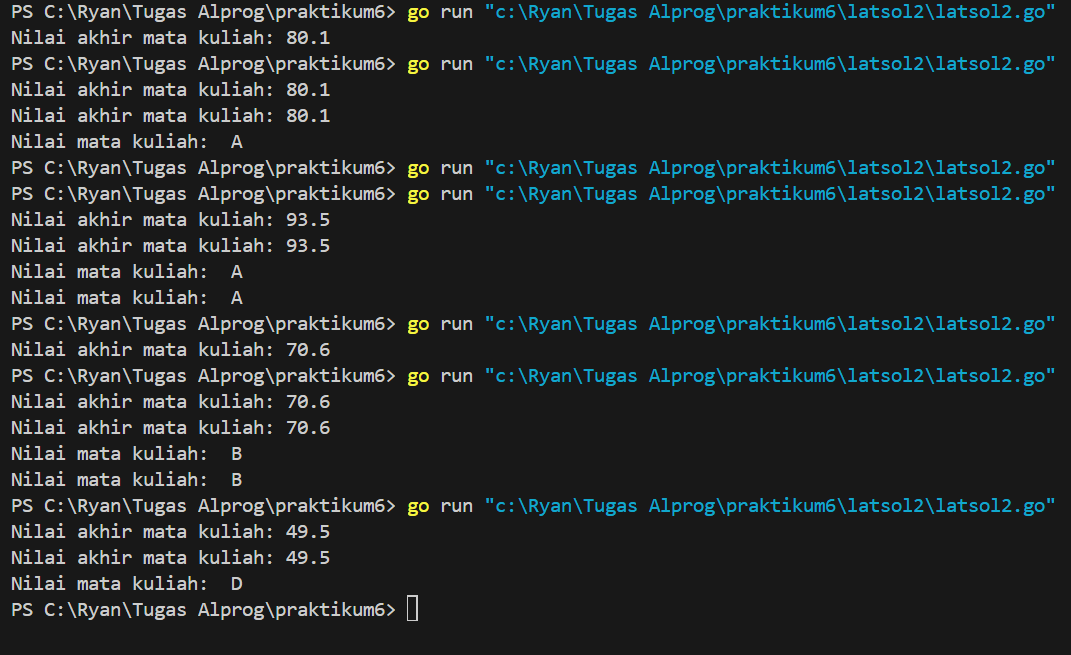 PS C:\Ryan\Tugas Alprog\praktikum6> go run "c:\Ryan\Tugas Alprog\praktikum6\latsol2\latsol2.go"
Nilai akhir mata kuliah: 80.1
PS C:\Ryan\Tugas Alprog\praktikum6> go run "c:\Ryan\Tugas Alprog\praktikum6\latsol2\latsol2.go"
Nilai akhir mata kuliah: 80.1
Nilai akhir mata kuliah: 80.1
Nilai mata kuliah:  A
PS C:\Ryan\Tugas Alprog\praktikum6> go run "c:\Ryan\Tugas Alprog\praktikum6\latsol2\latsol2.go"
PS C:\Ryan\Tugas Alprog\praktikum6> go run "c:\Ryan\Tugas Alprog\praktikum6\latsol2\latsol2.go"
Nilai akhir mata kuliah: 93.5
Nilai akhir mata kuliah: 93.5
Nilai mata kuliah:  A
Nilai mata kuliah:  A
PS C:\Ryan\Tugas Alprog\praktikum6> go run "c:\Ryan\Tugas Alprog\praktikum6\latsol2\latsol2.go"
Nilai akhir mata kuliah: 70.6
PS C:\Ryan\Tugas Alprog\praktikum6> go run "c:\Ryan\Tugas Alprog\praktikum6\latsol2\latsol2.go"
Nilai akhir mata kuliah: 70.6
Nilai akhir mata kuliah: 70.6
Nilai mata kuliah:  B
Nilai mata kuliah:  B
PS C:\Ryan\Tugas Alprog\praktikum6> go run "c:\Ryan\Tugas Alprog\praktikum6\latsol2\latsol2.go"
Nilai akhir mata kuliah: 49.5
Nilai akhir mata kuliah: 49.5
Nilai mata kuliah:  D
PS C:\Ryan\Tugas Alprog\praktikum6>